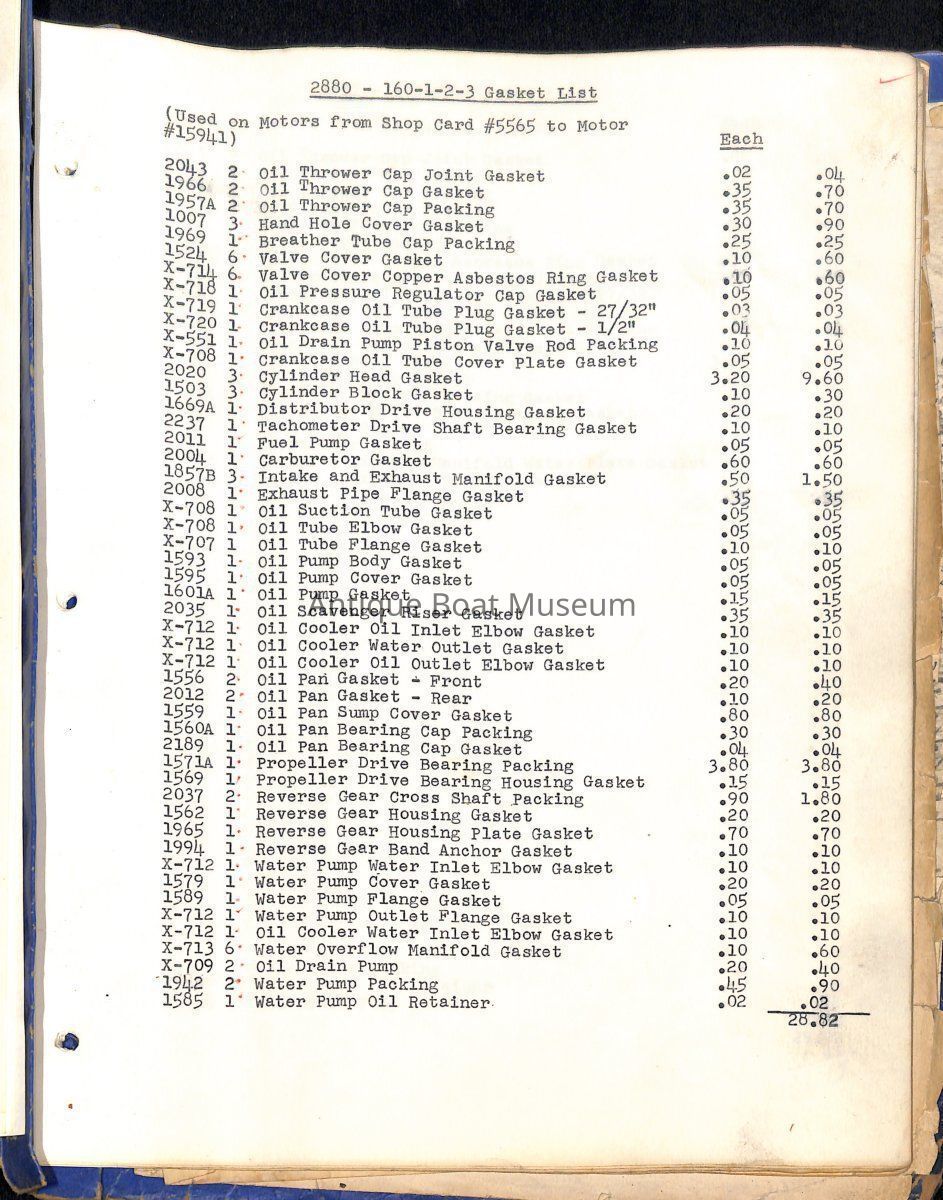 2880 - 160-1-2-3 Gasket List
(Used on Motors from Shop Card #5565 to Motor
#15941)
Each
2043 2 Oil Thrower Cap Joint Gasket .02 .04
1966 2 Oil Thrower Cap Gasket .35 .70
1957A 2 Oil Thrower Cap Packing .35 .70
1007 3 Hand Hole Cover Gasket .30 .90
1969 1 Breather Tube Cap Packing .25 .25
1524 6 Valve Cover Gasket .10 .60
X-714 6 Valve Cover Copper Asbestos Ring Gasket .10 .60
X-718 1 Oil Pressure Regulator Cap Gasket .05 .05
X-719 1 Crankcase Oil Tube Plug Gasket - 27/32" .03 .03
X-720 1 Crankcase Oil Tube Plug Gasket - 1/2" .04 .04
X-551 1 Oil Drain Pump Piston Valve Rod Packing .10 .10
X-708 1 Crankcase Oil Tube Cover Plate Gasket .05 .05
2020 3 Cylinder Head Gasket 3.20 9.60
1503 3 Cylinder Block Gasket .10 .30
1669A 1 Distributor Drive Housing Gasket .20 .20
2237 1 Tachometer Drive Shaft Bearing Gasket .10 .10
2011 1 Fuel Pump Gasket .05 .05
2004 1 Carburetor Gasket .60 .60
1857B 3 Intake and Exhaust Manifold Gasket .50 1.50
2008 1 Exhaust Pipe Flange Gasket .35 .35
X-708 1 Oil Suction Tube Gasket .05 .05
X-708 1 Oil Tube Elbow Gasket .05 .05
X-707 1 Oil Tube Flange Gasket .10 .10
1593 1 Oil Pump Body Gasket .05 .05
1595 1 Oil Pump Cover Gasket .05 .05
1601A 1 Oil Pump Gasket .15 .15
Antique Boat Museum
2035 1 Oil Scavenger Riser Gasket .35 .35
X-712 1 Oil Cooler Oil Inlet Elbow Gasket .10 .10
X-712 1 Oil Cooler Water Outlet Gasket .10 .10
X-712 1 Oil Cooler Oil Outlet Elbow Gasket .10 .10
1556 2 Oil Pan Gasket - Front .20 .40
2012 2 Oil Pan Gasket - Rear .10 .20
1559 1 Oil Pan Sump Cover Gasket .80 .80
1560A 1 Oil Pan Bearing Cap Packing .30 .30
2189 1 Oil Pan Bearing Cap Gasket .04 .04
1571A 1 Propeller Drive Bearing Packing 3.80 3.80
1569 1 Propeller Drive Bearing Housing Gasket .15 .15
2037 2 Reverse Gear Cross Shaft Packing .90 1.80
1562 1 Reverse Gear Housing Gasket .20 .20
1965 1 Reverse Gear Housing Plate Gasket .70 .70
1994 1 Reverse Gear Band Anchor Gasket .10 .10
X-712 1 Water Pump Water Inlet Elbow Gasket .10 .10
1579 1 Water Pump Cover Gasket .20 .20
1589 1 Water Pump Flange Gasket .05 .05
X-712 1 Water Pump Outlet Flange Gasket .10 .10
X-712 1 Oil Cooler Water Inlet Elbow Gasket .10 .10
X-713 6 Water Overflow Manifold Gasket .10 .60
X-709 2 Oil Drain Pump .20 .40
1942 2 Water Pump Packing .45 .90
1585 1 Water Pump Oil Retainer .02 .02
28.82